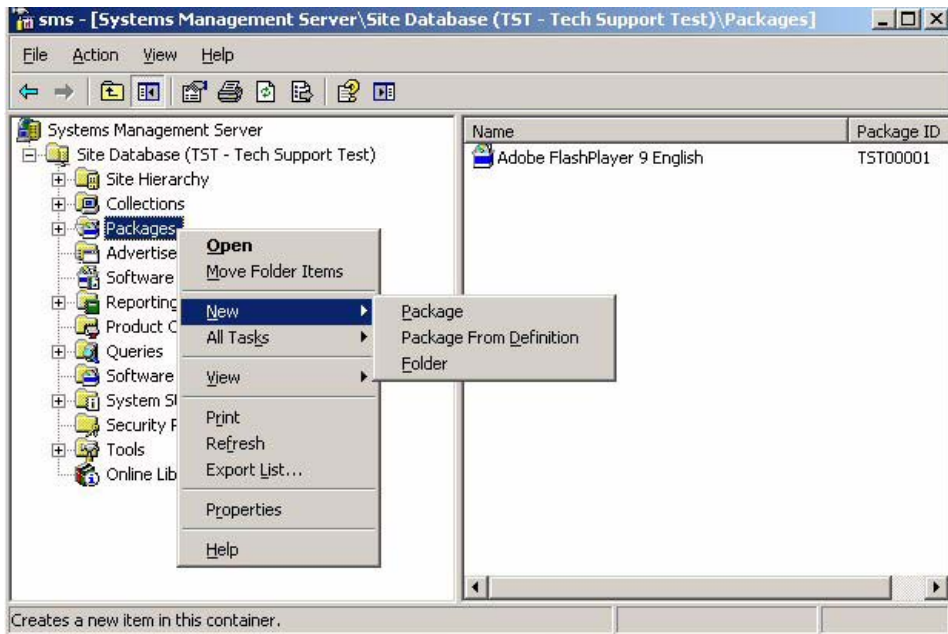 sms - [Systems Management Server\Site Database (TST - Tech Support Test)\Packages]
File Action View Help
Systems Management Server
Site Database (TST - Tech Support Test)
Site Hierarchy
Collections
Packages
Advertise
Software
Reporting
Product C
Queries
Software
System St
Security R
Tools
Online Lib
Open
Move Folder Items
New
All Tasks
View
Print
Refresh
Export List...
Properties
Help
Package
Package From Definition
Folder
Name Package ID
Adobe FlashPlayer 9 English TST00001
Creates a new item in this container.